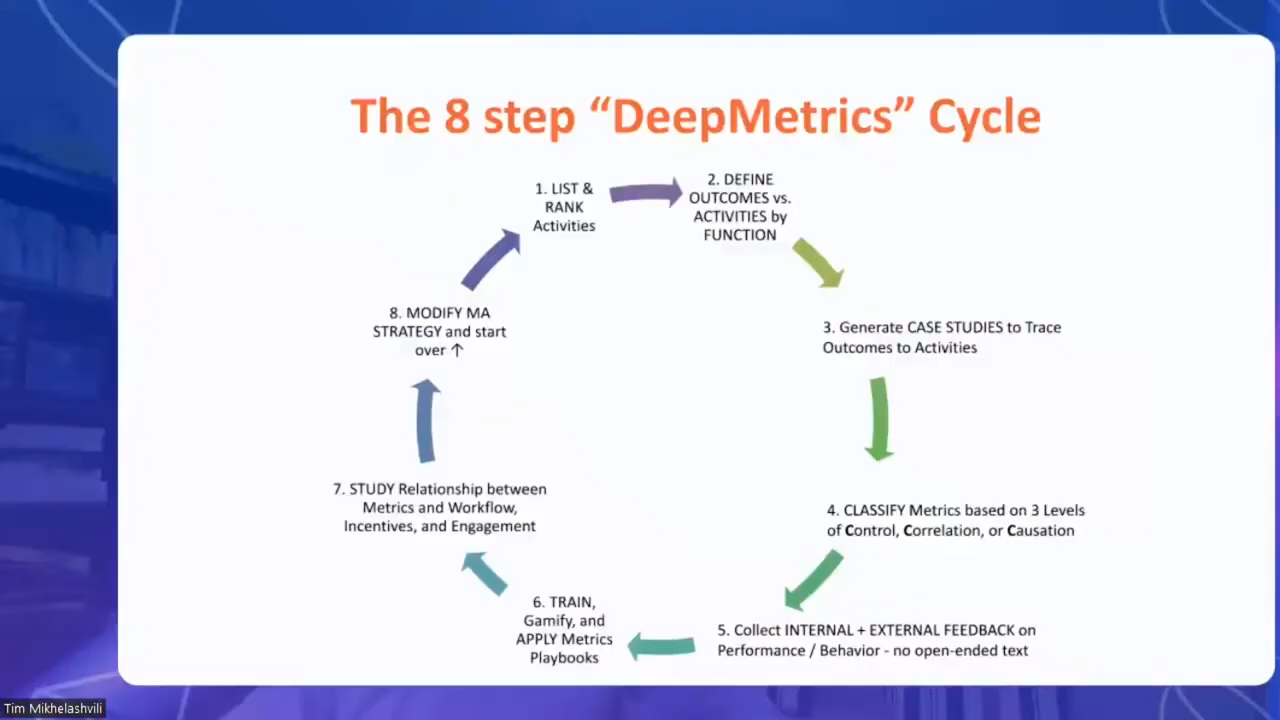 The 8 step “DeepMetrics” Cycle
1. LIST &
RANK
Activities
2. DEFINE
OUTCOMES vs.
ACTIVITIES by
FUNCTION
3. Generate CASE STUDIES to Trace
Outcomes to Activities
4. CLASSIFY Metrics based on 3 Levels
of Control, Correlation, or Causation
5. Collect INTERNAL + EXTERNAL FEEDBACK on
Performance / Behavior - no open-ended text
6. TRAIN,
Gamify, and
APPLY Metrics
Playbooks
7. STUDY Relationship between
Metrics and Workflow,
Incentives, and Engagement
8. MODIFY MA
STRATEGY and start
over ↑
Tim Mikhelashvili